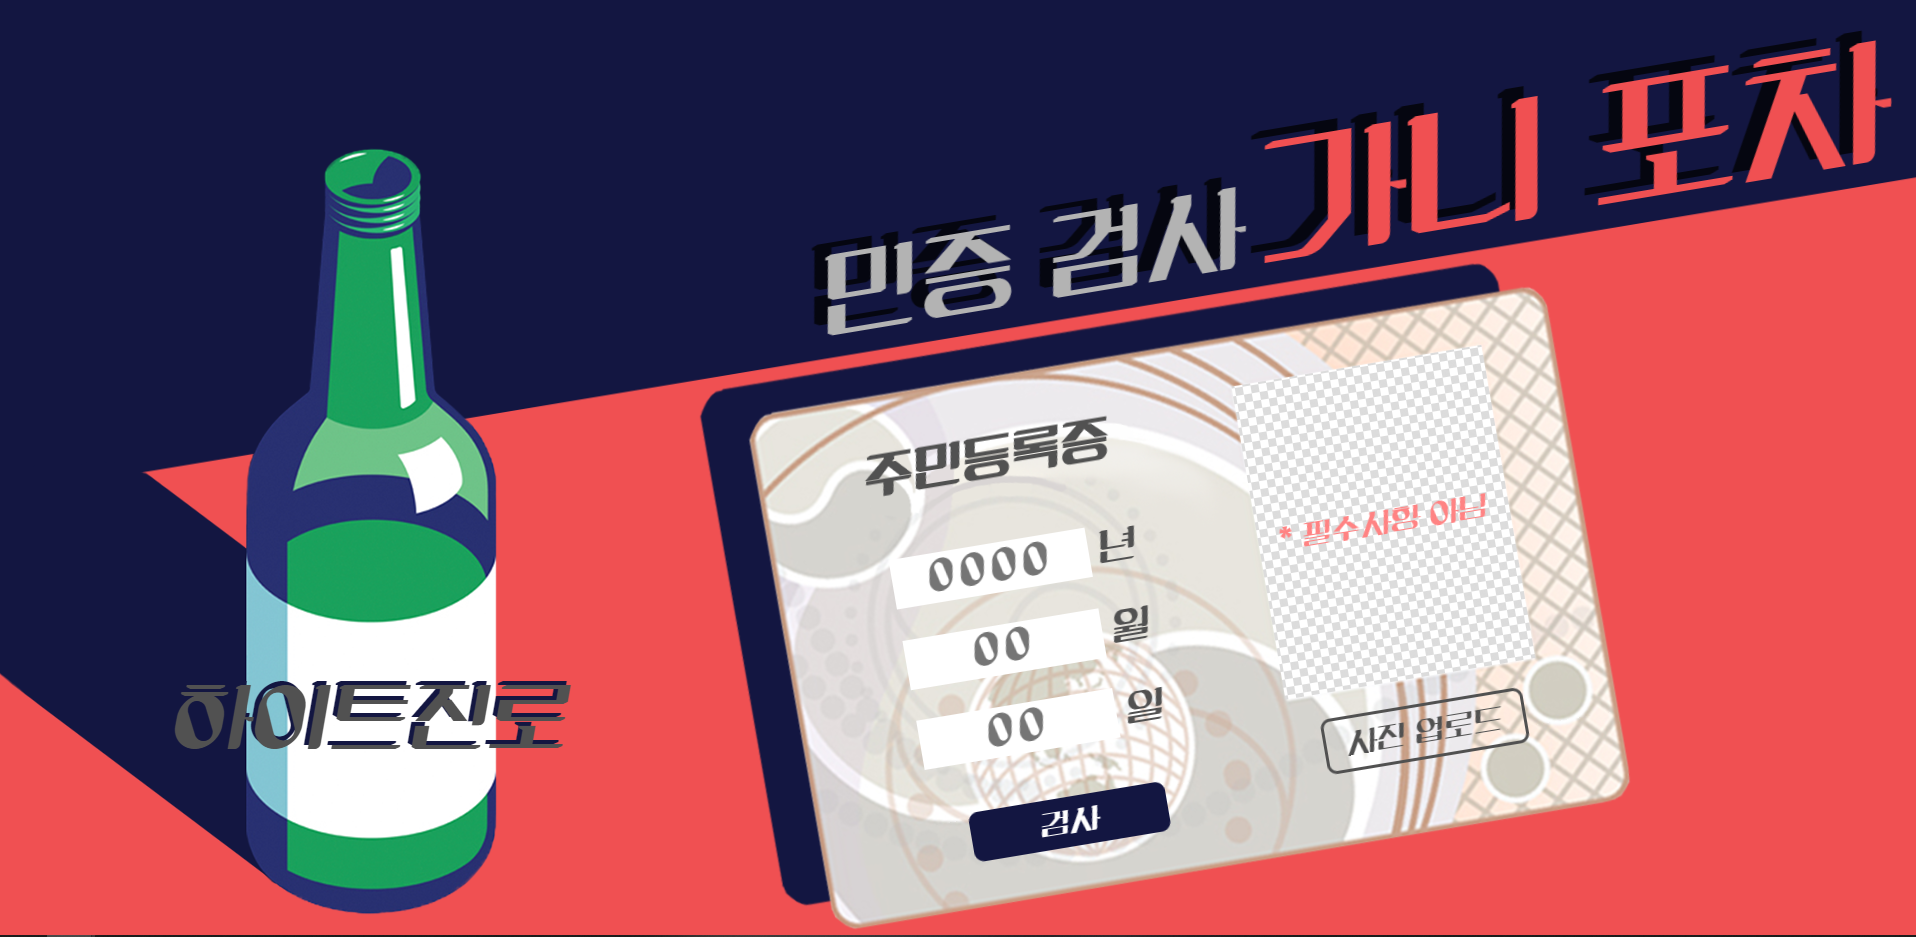 민증 검사 개니 포차
주민등록증
0000 년
00 월
00 일
* 필수사항 아님
사진 업로드
검사
하이트진로